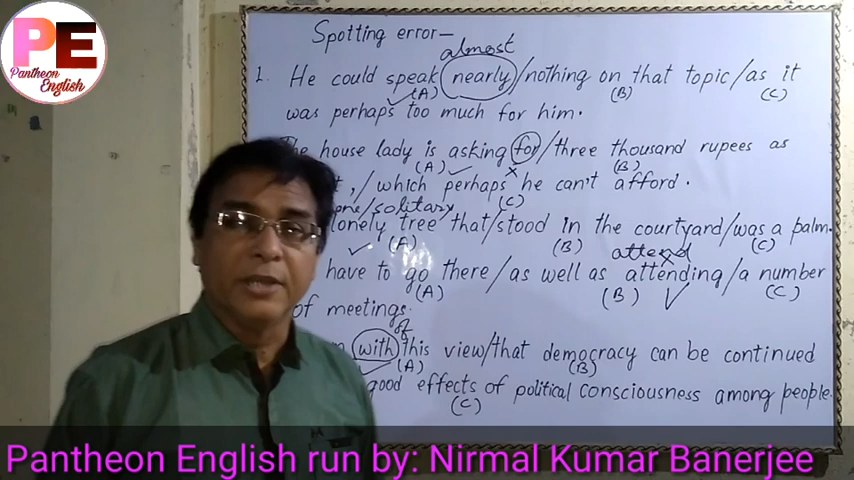 PE
Pantheon
English
Spotting error-
almost
1. He could speak nearly/nothing on that topic/as it
(A) (B) (C)
was perhaps too much for him.
The house lady is asking for/three thousand rupees as
(A) x (B)
, / which perhaps he can't afford.
(C)
/solitary
lonely tree that/stood in the courtyard/was a palm.
(A) (B) (C)
attend
have to go there/as well as attending/a number
(A) (B) (C)
of meetings.
of
with this view/that democracy can be continued
(A) (B)
good effects of political consciousness among people.
(C)
Pantheon English run by: Nirmal Kumar Banerjee